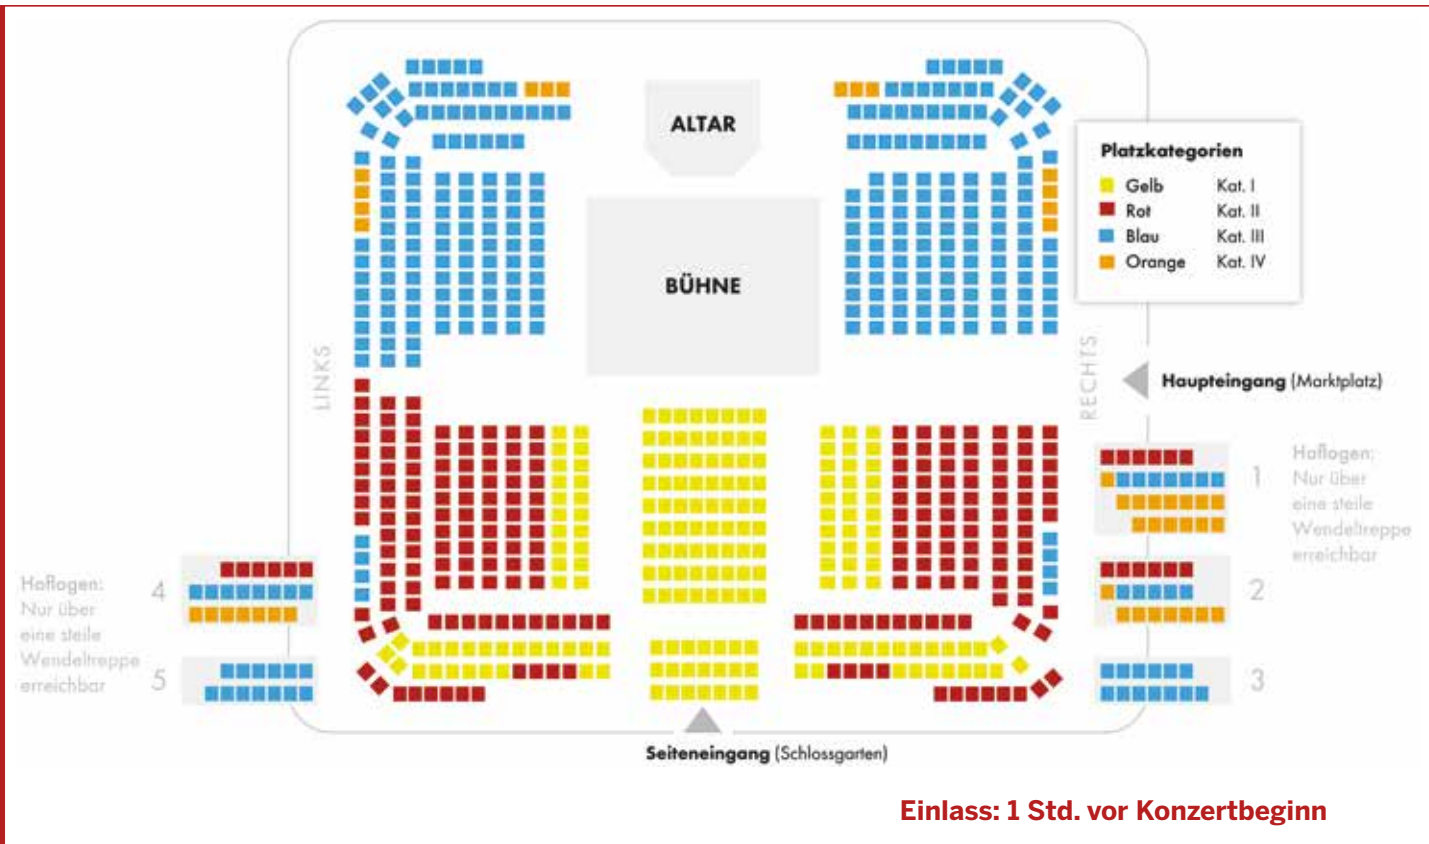 ALTAR
BÜHNE
LINKS
RECHTS
Platzkategorien
Gelb Kat. I
Rot Kat. II
Blau Kat. III
Orange Kat. IV
Haupteingang (Marktplatz)
1
Hoflogen:
Nur über
eine steile
Wendeltreppe
erreichbar
2
3
4
Hoflogen:
Nur über
eine steile
Wendeltreppe
erreichbar
5
Seiteneingang (Schlossgarten)
Einlass: 1 Std. vor Konzertbeginn